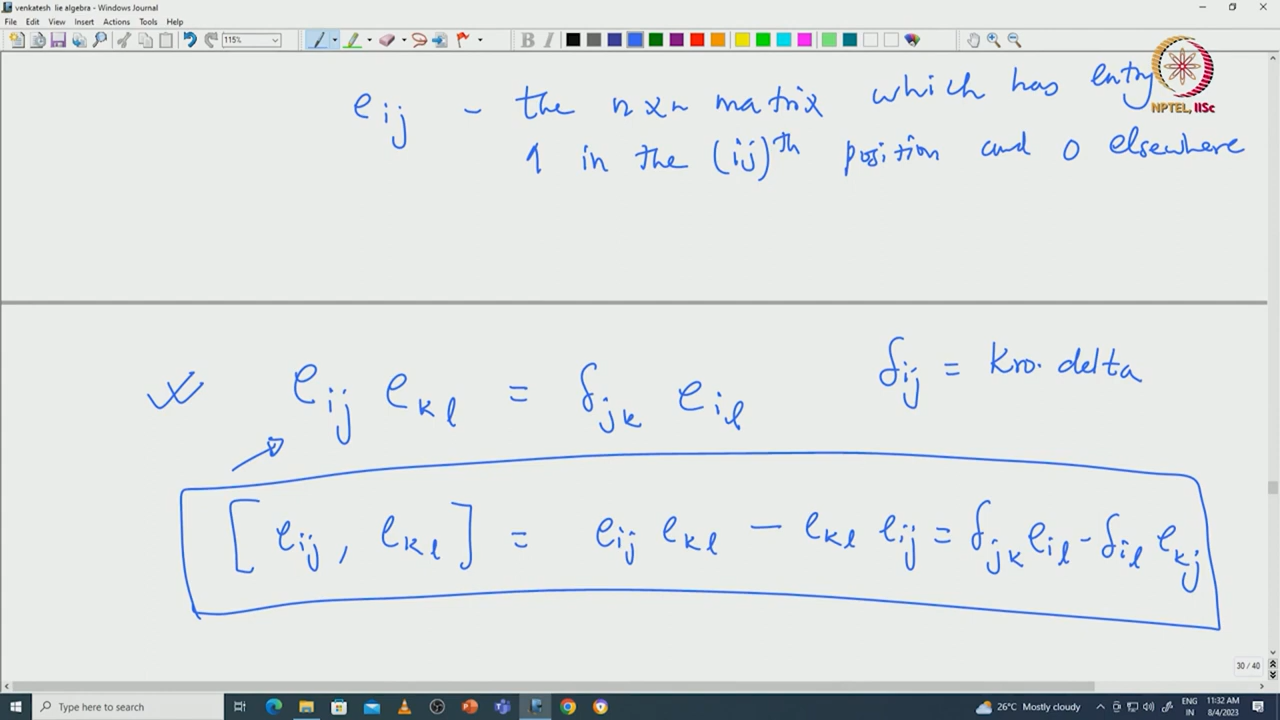 venkatesh lie algebra - Windows Journal
File Edit View Insert Actions Tools Help
115%
B I
NPTEL, IISc
e_ij - the n x n matrix which has entry
1 in the (ij)^th position and 0 elsewhere
e_ij e_kl = δ_jk e_il δ_ij = Kro. delta
[ e_ij , e_kl ] = e_ij e_kl - e_kl e_ij = δ_jk e_il - δ_il e_kj
30 / 40
Type here to search
26°C Mostly cloudy
ENG
IN
11:32 AM
8/4/2023